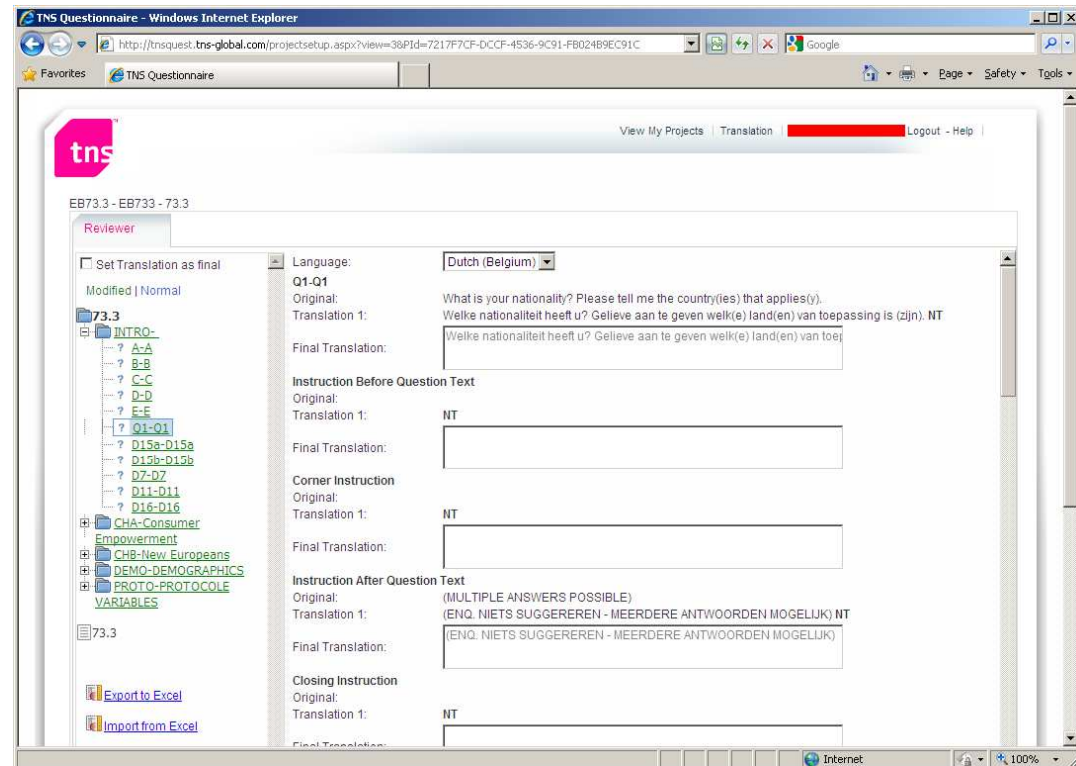 TNS Questionnaire - Windows Internet Explorer
http://tnsquest.tns-global.com/projectsetup.aspx?view=3&PId=7217F7CF-DCCF-4536-9C91-FB024B9EC91C
Google
Favorites
TNS Questionnaire
Page
Safety
Tools
View My Projects | Translation |
Logout - Help |
tns
EB73.3 - EB733 - 73.3
Reviewer
Set Translation as final
Modified | Normal
73.3
INTRO-
? A-A
? B-B
? C-C
? D-D
? E-E
? Q1-Q1
? D15a-D15a
? D15b-D15b
? D7-D7
? D11-D11
? D16-D16
CHA-Consumer
Empowerment
CHB-New Europeans
DEMO-DEMOGRAPHICS
PROTO-PROTOCOLE
VARIABLES
73.3
Export to Excel
Import from Excel
Language: Dutch (Belgium)
Q1-Q1
Original: What is your nationality? Please tell me the country(ies) that applies(y).
Translation 1: Welke nationaliteit heeft u? Gelieve aan te geven welk(e) land(en) van toepassing is (zijn). NT
Final Translation: Welke nationaliteit heeft u? Gelieve aan te geven welk(e) land(en) van toep
Instruction Before Question Text
Original:
Translation 1: NT
Final Translation:
Corner Instruction
Original:
Translation 1: NT
Final Translation:
Instruction After Question Text
Original: (MULTIPLE ANSWERS POSSIBLE)
Translation 1: (ENQ. NIETS SUGGEREREN - MEERDERE ANTWOORDEN MOGELIJK) NT
Final Translation: (ENQ. NIETS SUGGEREREN - MEERDERE ANTWOORDEN MOGELIJK)
Closing Instruction
Original:
Translation 1: NT
Final Translation:
Internet
100%